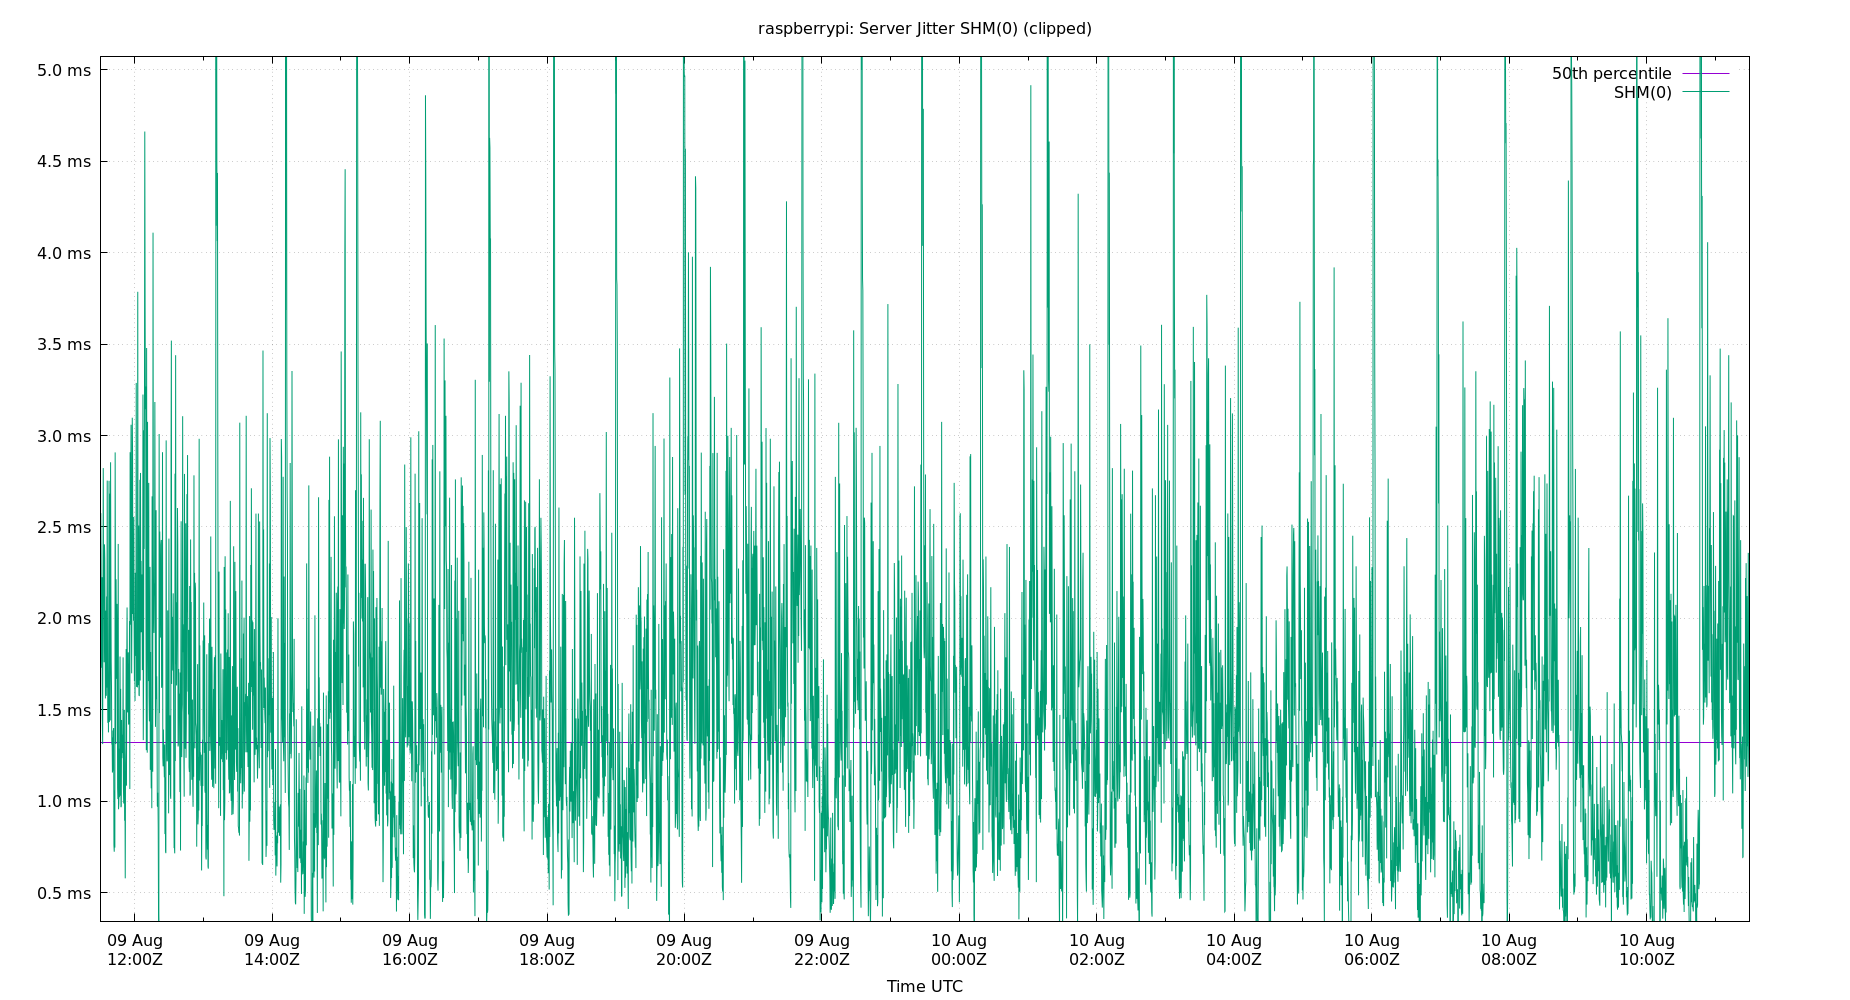 raspberrypi: Server Jitter SHM(0) (clipped)
5.0 ms
50th percentile
SHM(0)
4.5 ms
4.0 ms
3.5 ms
3.0 ms
2.5 ms
2.0 ms
1.5 ms
1.0 ms
0.5 ms
09 Aug 09 Aug 09 Aug 09 Aug 09 Aug 09 Aug 10 Aug 10 Aug 10 Aug 10 Aug 10 Aug 10 Aug
12:00Z 14:00Z 16:00Z 18:00Z 20:00Z 22:00Z 00:00Z 02:00Z 04:00Z 06:00Z 08:00Z 10:00Z
Time UTC